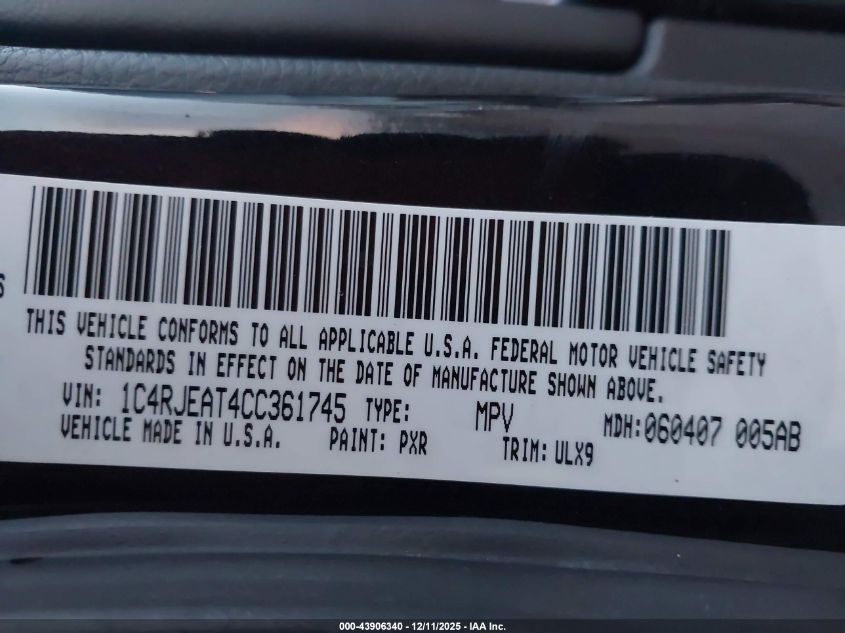 S
THIS VEHICLE CONFORMS TO ALL APPLICABLE U.S.A. FEDERAL MOTOR VEHICLE SAFETY
STANDARDS IN EFFECT ON THE DATE OF MANUFACTURE SHOWN ABOVE.
VIN: 1C4RJEAT4CC361745 TYPE: MPV MDH:060407 005AB
VEHICLE MADE IN U.S.A. PAINT: PXR TRIM: ULX9
000-43906340 - 12/11/2025 - IAA Inc.